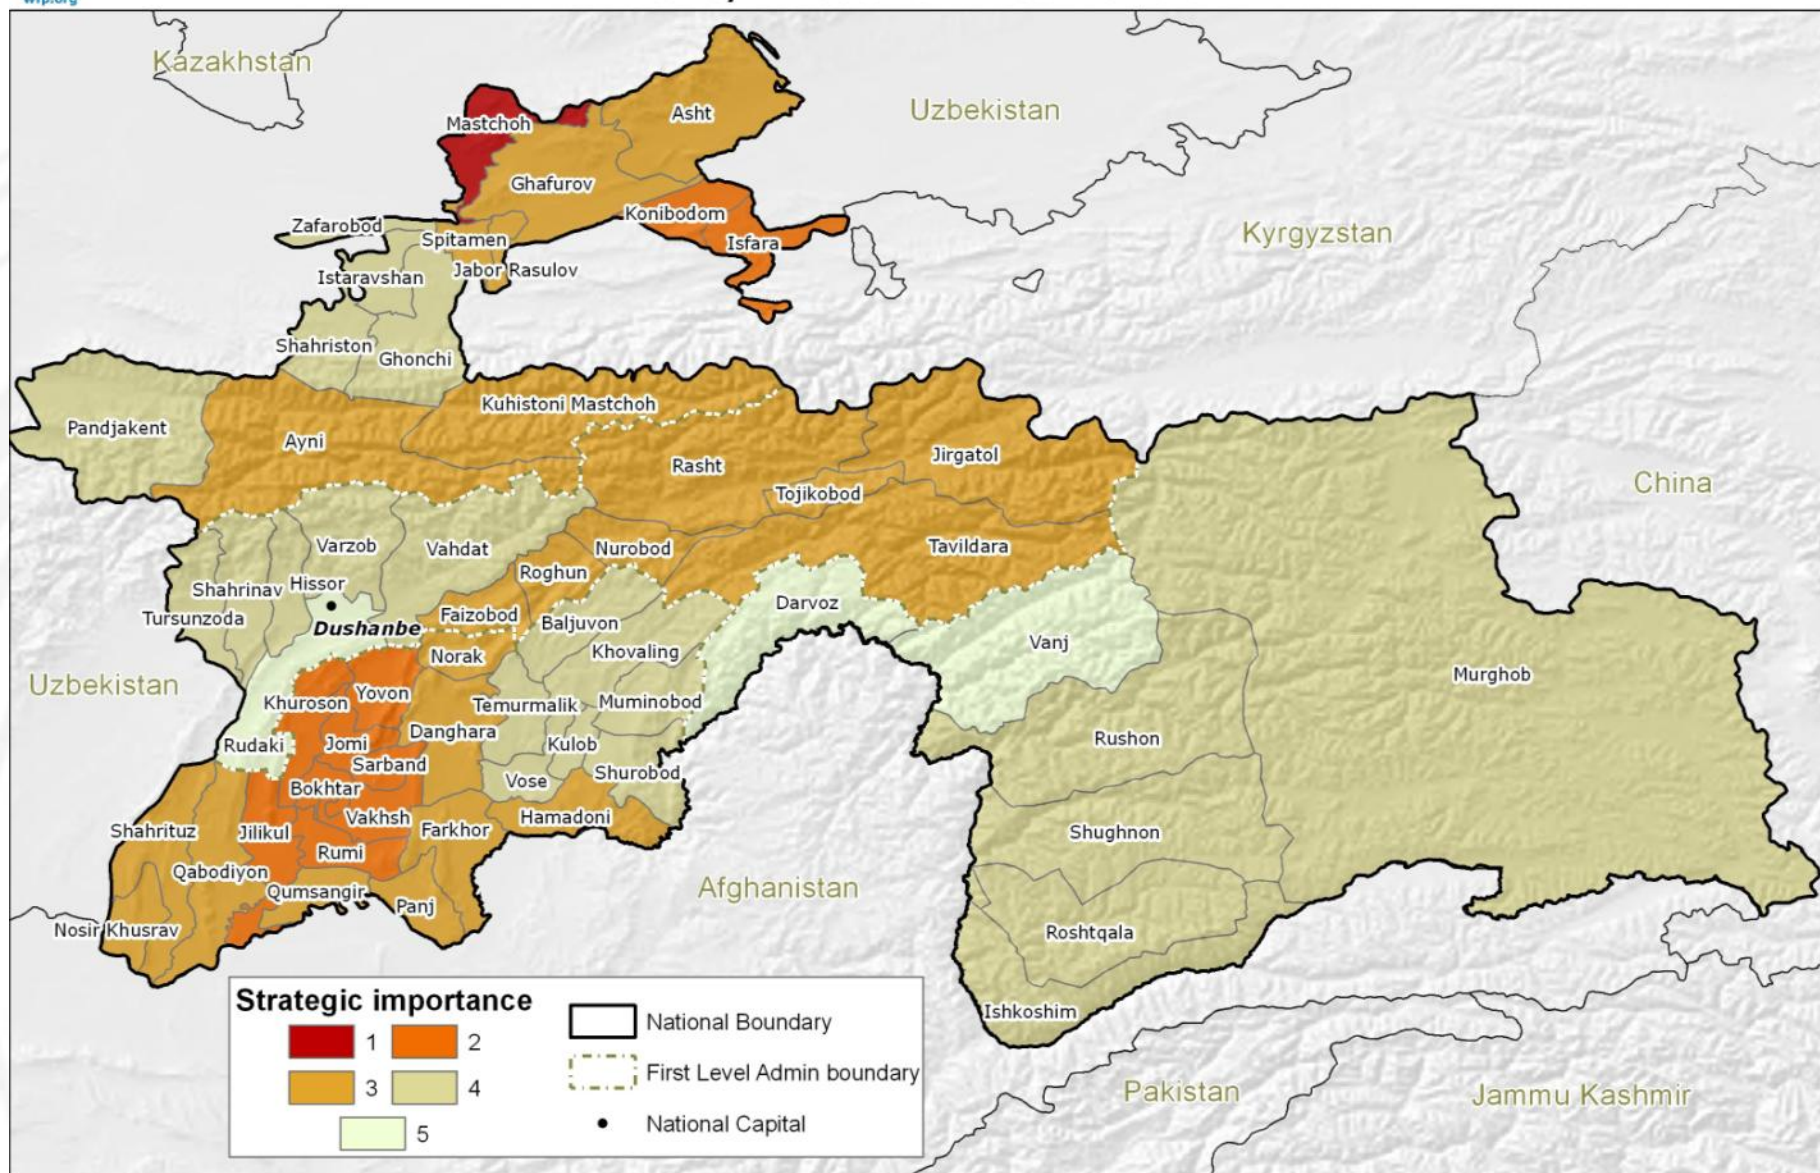 wfp.org
Kazakhstan
Mastchoh
Asht
Uzbekistan
Ghafurov
Konibodom
Zafarobod
Spitamen
Isfara
Kyrgyzstan
Istaravshan
Jabor Rasulov
Shahriston
Ghonchi
Kuhistoni Mastchoh
Pandjakent
Ayni
Rasht
Jirgatol
Tojikobod
China
Varzob
Vahdat
Nurobod
Tavildara
Roghun
Shahrinav
Hissor
Tursunzoda
Dushanbe
Faizobod
Baljuvon
Darvoz
Norak
Khovaling
Vanj
Uzbekistan
Khuroson
Yovon
Temurmalik
Muminobod
Murghob
Rudaki
Jomi
Danghara
Kulob
Rushon
Sarband
Bokhtar
Vose
Shurobod
Shahrituz
Jilikul
Vakhsh
Farkhor
Hamadoni
Shughnon
Rumi
Qabodiyon
Qumsangir
Panj
Afghanistan
Nosir Khusrav
Roshtqala
Ishkoshim
Strategic importance
1
2
3
4
5
National Boundary
First Level Admin boundary
National Capital
Pakistan
Jammu Kashmir